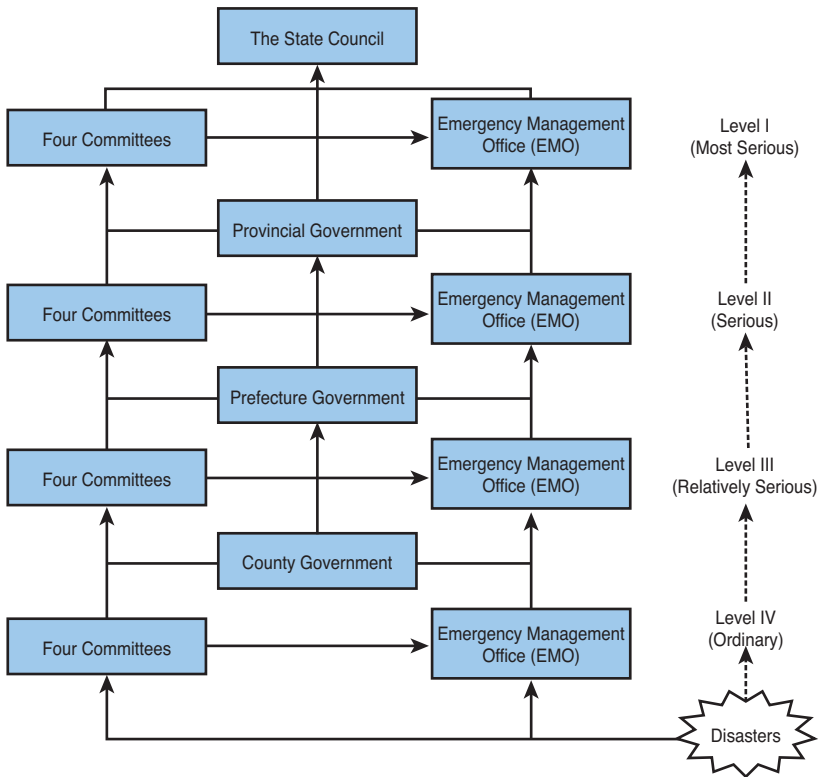 The State Council
Four Committees
Emergency Management
Office (EMO)
Level I
(Most Serious)
Provincial Government
Four Committees
Emergency Management
Office (EMO)
Level II
(Serious)
Prefecture Government
Four Committees
Emergency Management
Office (EMO)
Level III
(Relatively Serious)
County Government
Four Committees
Emergency Management
Office (EMO)
Level IV
(Ordinary)
Disasters